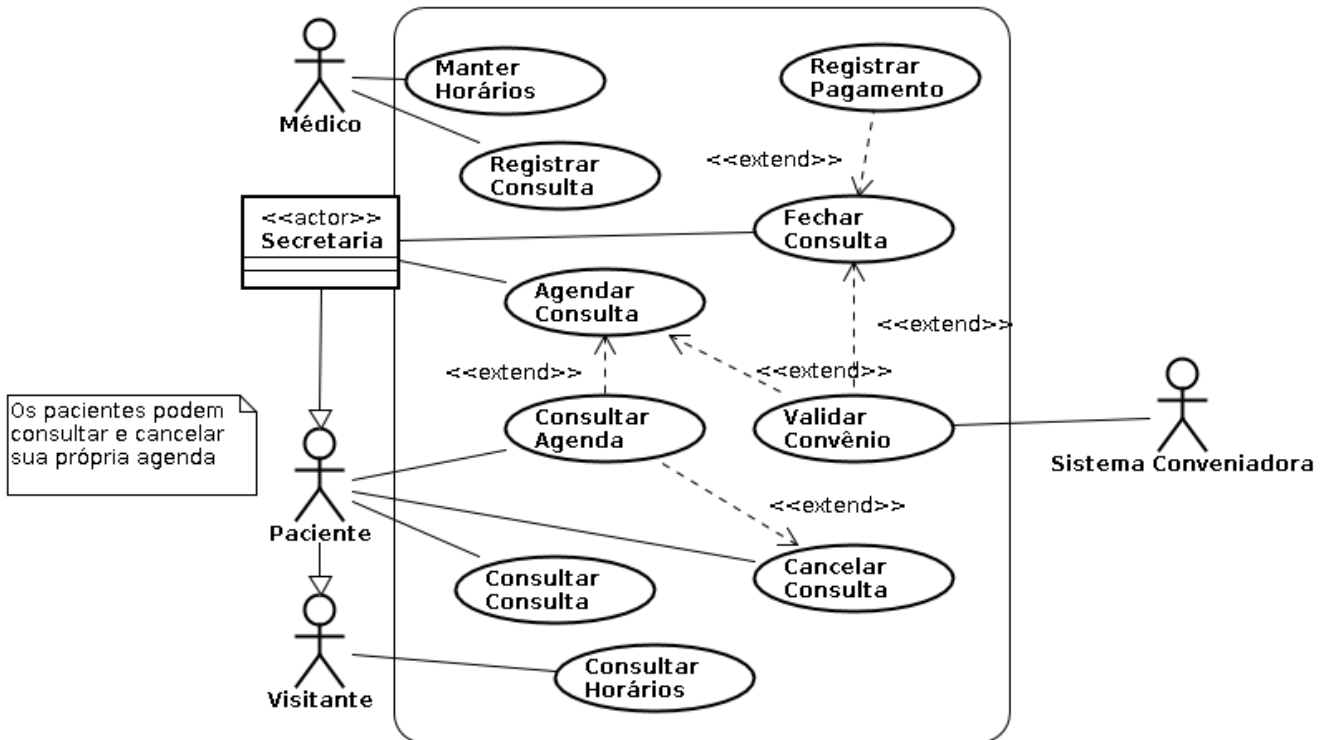 Manter
Horários
Registrar
Pagamento
Médico
Registrar
Consulta
<<extend>>
<<actor>>
Secretaria
Fechar
Consulta
Agendar
Consulta
<<extend>>
<<extend>>
<<extend>>
Os pacientes podem
consultar e cancelar
sua própria agenda
Consultar
Agenda
Validar
Convênio
Sistema Conveniadora
<<extend>>
Paciente
Cancelar
Consulta
Consultar
Consulta
Consultar
Horários
Visitante